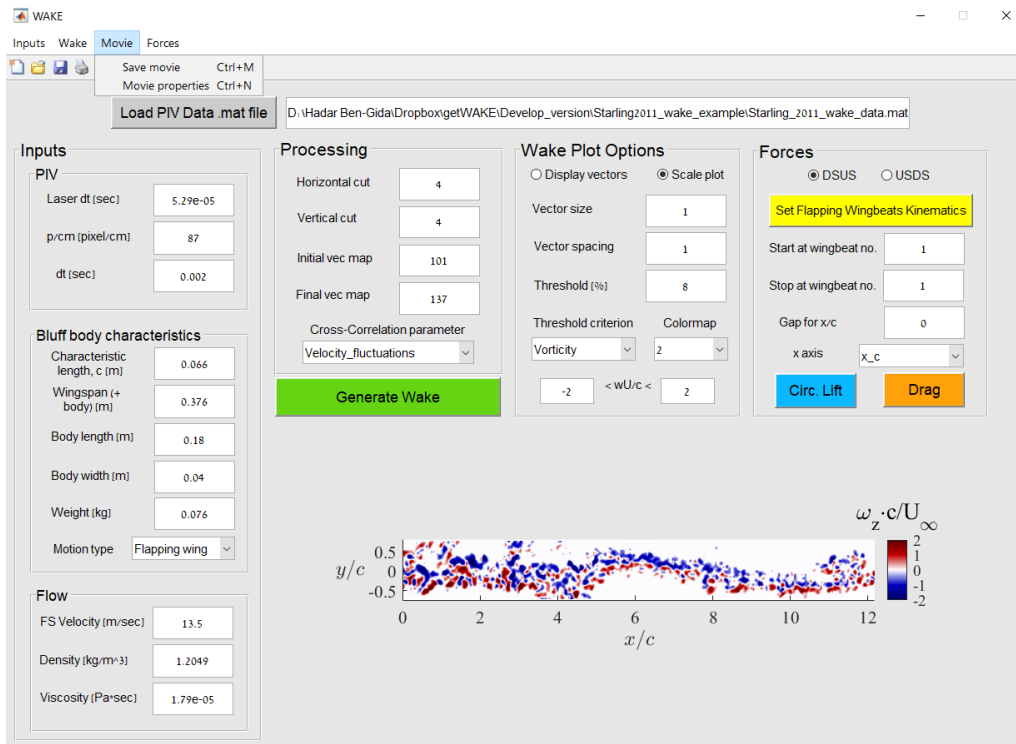 WAKE
Inputs Wake Movie Forces
Save movie Ctrl+M
Movie properties Ctrl+N
Load PIV Data .mat file
D:\Hadar Ben-Gida\Dropbox\getWAKE\Develop_version\Starling2011_wake_example\Starling_2011_wake_data.mat
Inputs
PIV
Laser dt [sec] 5.29e-05
p/cm [pixel/cm] 87
dt [sec] 0.002
Bluff body characteristics
Characteristic
length, c [m] 0.066
Wingspan (+
body) [m] 0.376
Body length [m] 0.18
Body width [m] 0.04
Weight [kg] 0.076
Motion type Flapping wing
Flow
FS Velocity [m/sec] 13.5
Density [kg/m^3] 1.2049
Viscosity [Pa*sec] 1.79e-05
Processing
Horizontal cut 4
Vertical cut 4
Initial vec map 101
Final vec map 137
Cross-Correlation parameter
Velocity_fluctuations
Generate Wake
Wake Plot Options
Display vectors Scale plot
Vector size 1
Vector spacing 1
Threshold [%] 8
Threshold criterion Colormap
Vorticity 2
-2 < wU/c < 2
Forces
DSUS USDS
Set Flapping Wingbeats Kinematics
Start at wingbeat no. 1
Stop at wingbeat no. 1
Gap for x/c 0
x axis x_c
Circ. Lift Drag
ω_z·c/U_∞
y/c
0.5
0
-0.5
0 2 4 6 8 10 12
x/c
2
1
0
-1
-2